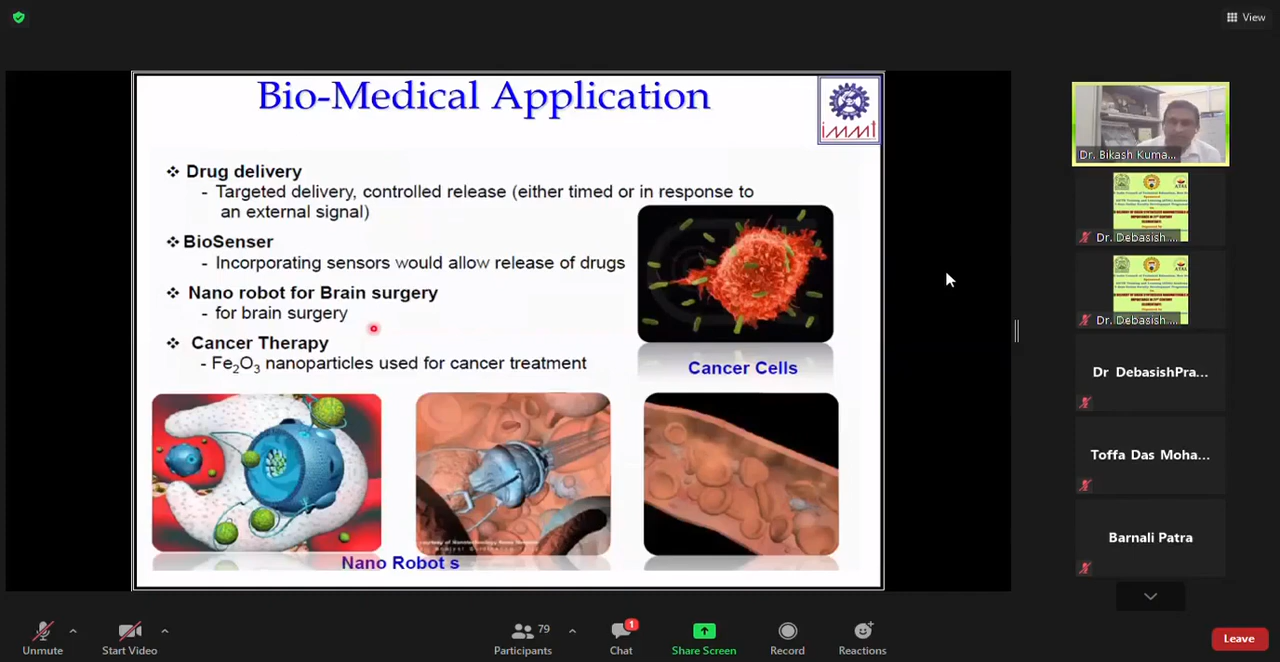 View
Bio-Medical Application
immt
❖ Drug delivery
- Targeted delivery, controlled release (either timed or in response to
an external signal)
❖ BioSenser
- Incorporating sensors would allow release of drugs
❖ Nano robot for Brain surgery
- for brain surgery
❖ Cancer Therapy
- Fe₂O₃ nanoparticles used for cancer treatment
Cancer Cells
Nano Robot s
Dr. Bikash Kuma...
Dr. Debasish ...
Dr. Debasish ...
Dr DebasishPra...
Toffa Das Moha...
Barnali Patra
Unmute
Start Video
79
Participants
1
Chat
Share Screen
Record
Reactions
Leave